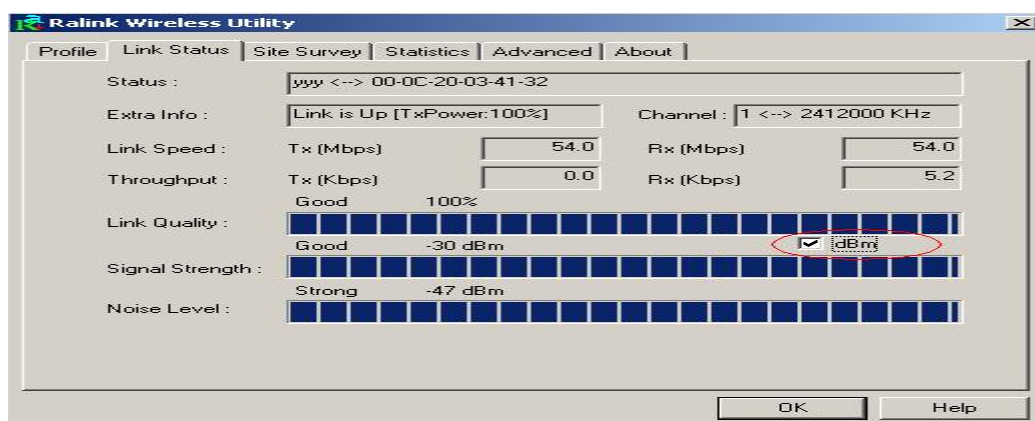 Ralink Wireless Utility
Profile Link Status Site Survey Statistics Advanced About
Status : yyy <--> 00-0C-20-03-41-32
Extra Info : Link is Up [TxPower:100%] Channel : 1 <--> 2412000 KHz
Link Speed : Tx (Mbps) 54.0 Rx (Mbps) 54.0
Throughput : Tx (Kbps) 0.0 Rx (Kbps) 5.2
Good 100%
Link Quality :
Good -30 dBm dBm
Signal Strength :
Strong -47 dBm
Noise Level :
OK Help